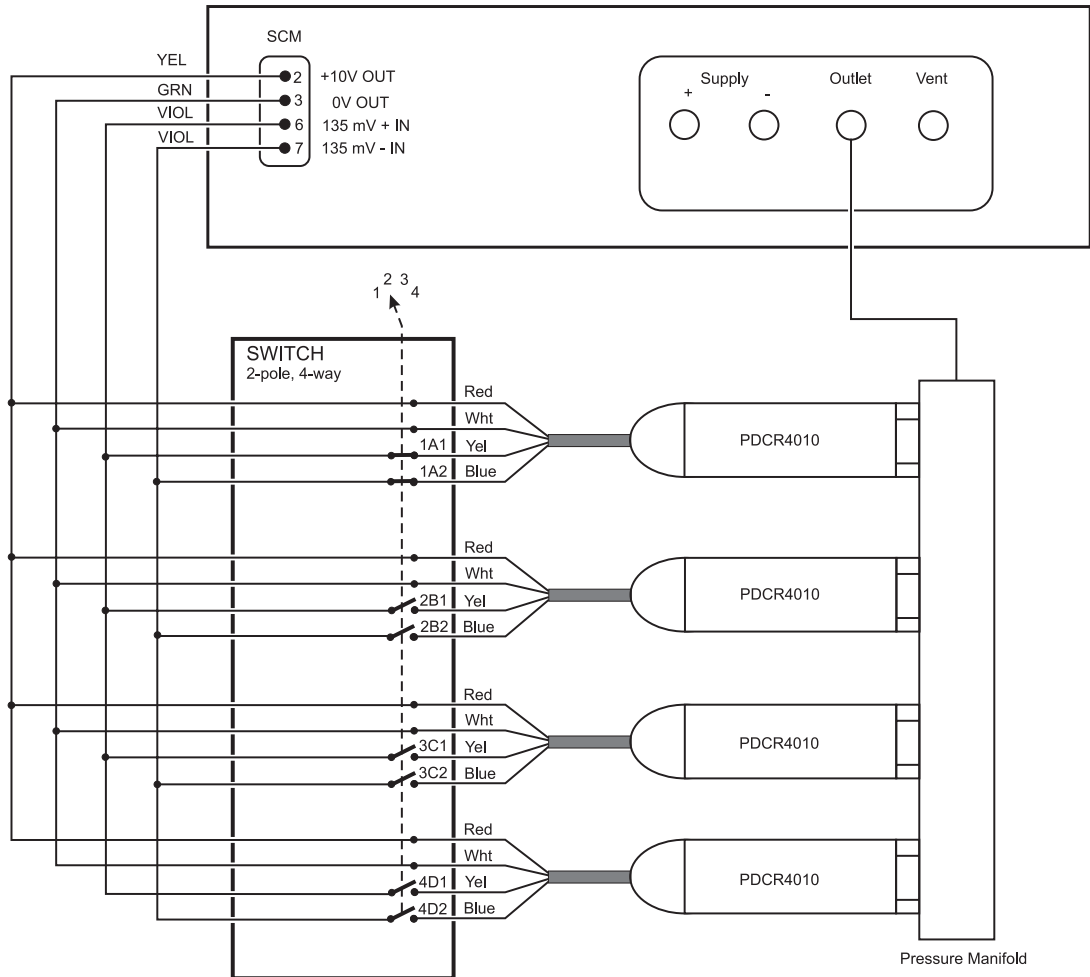 SCM
YEL
2 +10V OUT
GRN
3 0V OUT
VIOL
6 135 mV + IN
VIOL
7 135 mV - IN
Supply
+ -
Outlet
Vent
1 2 3 4
SWITCH
2-pole, 4-way
Red
Wht
1A1 Yel
1A2 Blue
PDCR4010
Red
Wht
2B1 Yel
2B2 Blue
PDCR4010
Red
Wht
3C1 Yel
3C2 Blue
PDCR4010
Red
Wht
4D1 Yel
4D2 Blue
PDCR4010
Pressure Manifold